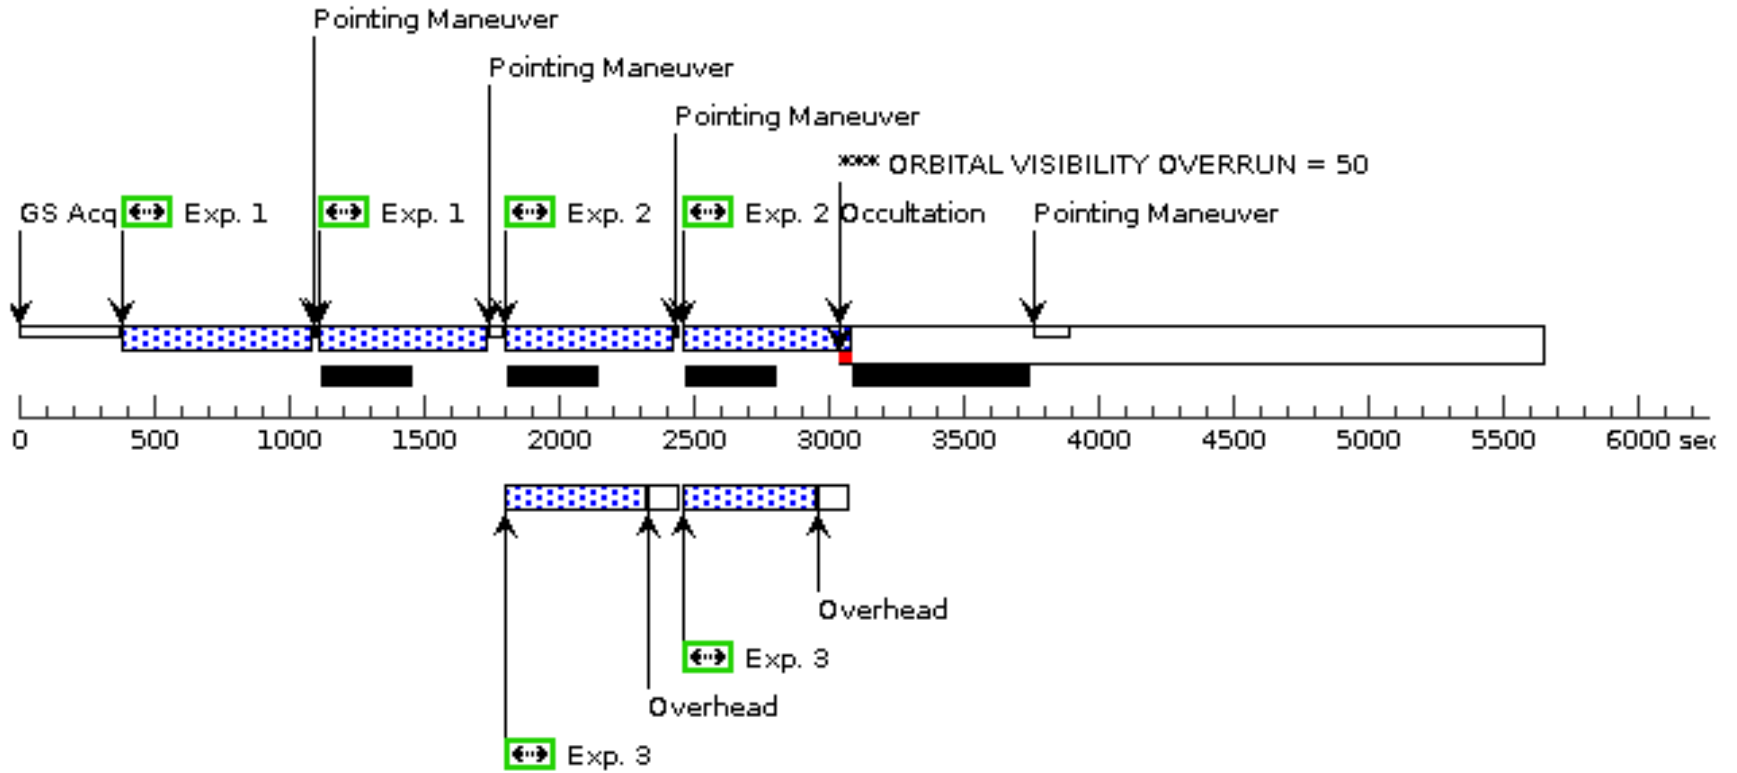 Pointing Maneuver
Pointing Maneuver
Pointing Maneuver
*** ORBITAL VISIBILITY OVERRUN = 50
GS Acq Exp. 1 Exp. 1 Exp. 2 Exp. 2 Occultation Pointing Maneuver
0 500 1000 1500 2000 2500 3000 3500 4000 4500 5000 5500 6000 sec
Overhead
Exp. 3
Overhead
Exp. 3